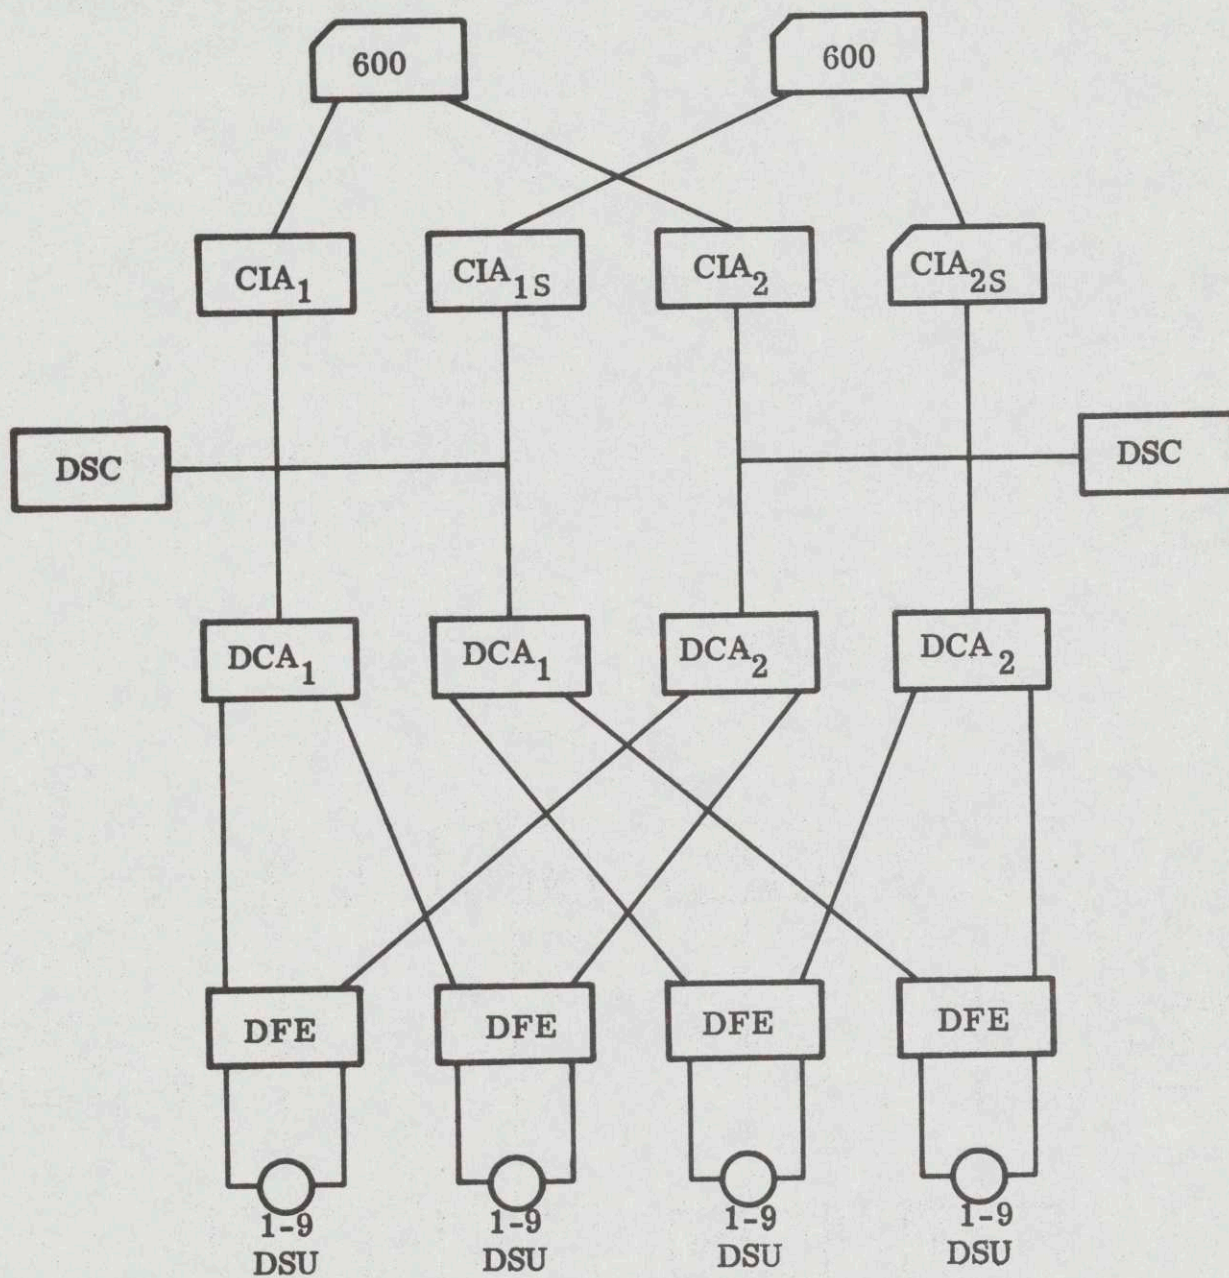 600
600
CIA1
CIA1S
CIA2
CIA2S
DSC
DSC
DCA1
DCA1
DCA2
DCA2
DFE
DFE
DFE
DFE
1-9
DSU
1-9
DSU
1-9
DSU
1-9
DSU